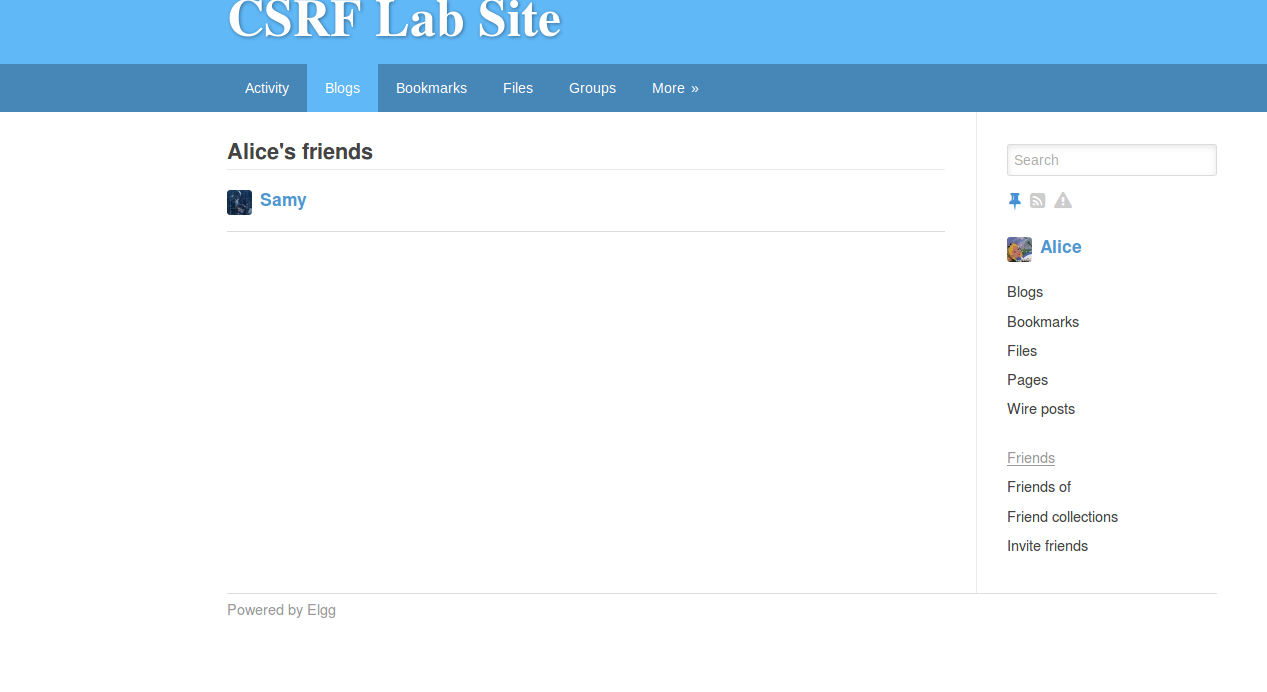 CSRF Lab Site
Activity Blogs Bookmarks Files Groups More »
Alice's friends
Samy
Search
Alice
Blogs
Bookmarks
Files
Pages
Wire posts
Friends
Friends of
Friend collections
Invite friends
Powered by Elgg